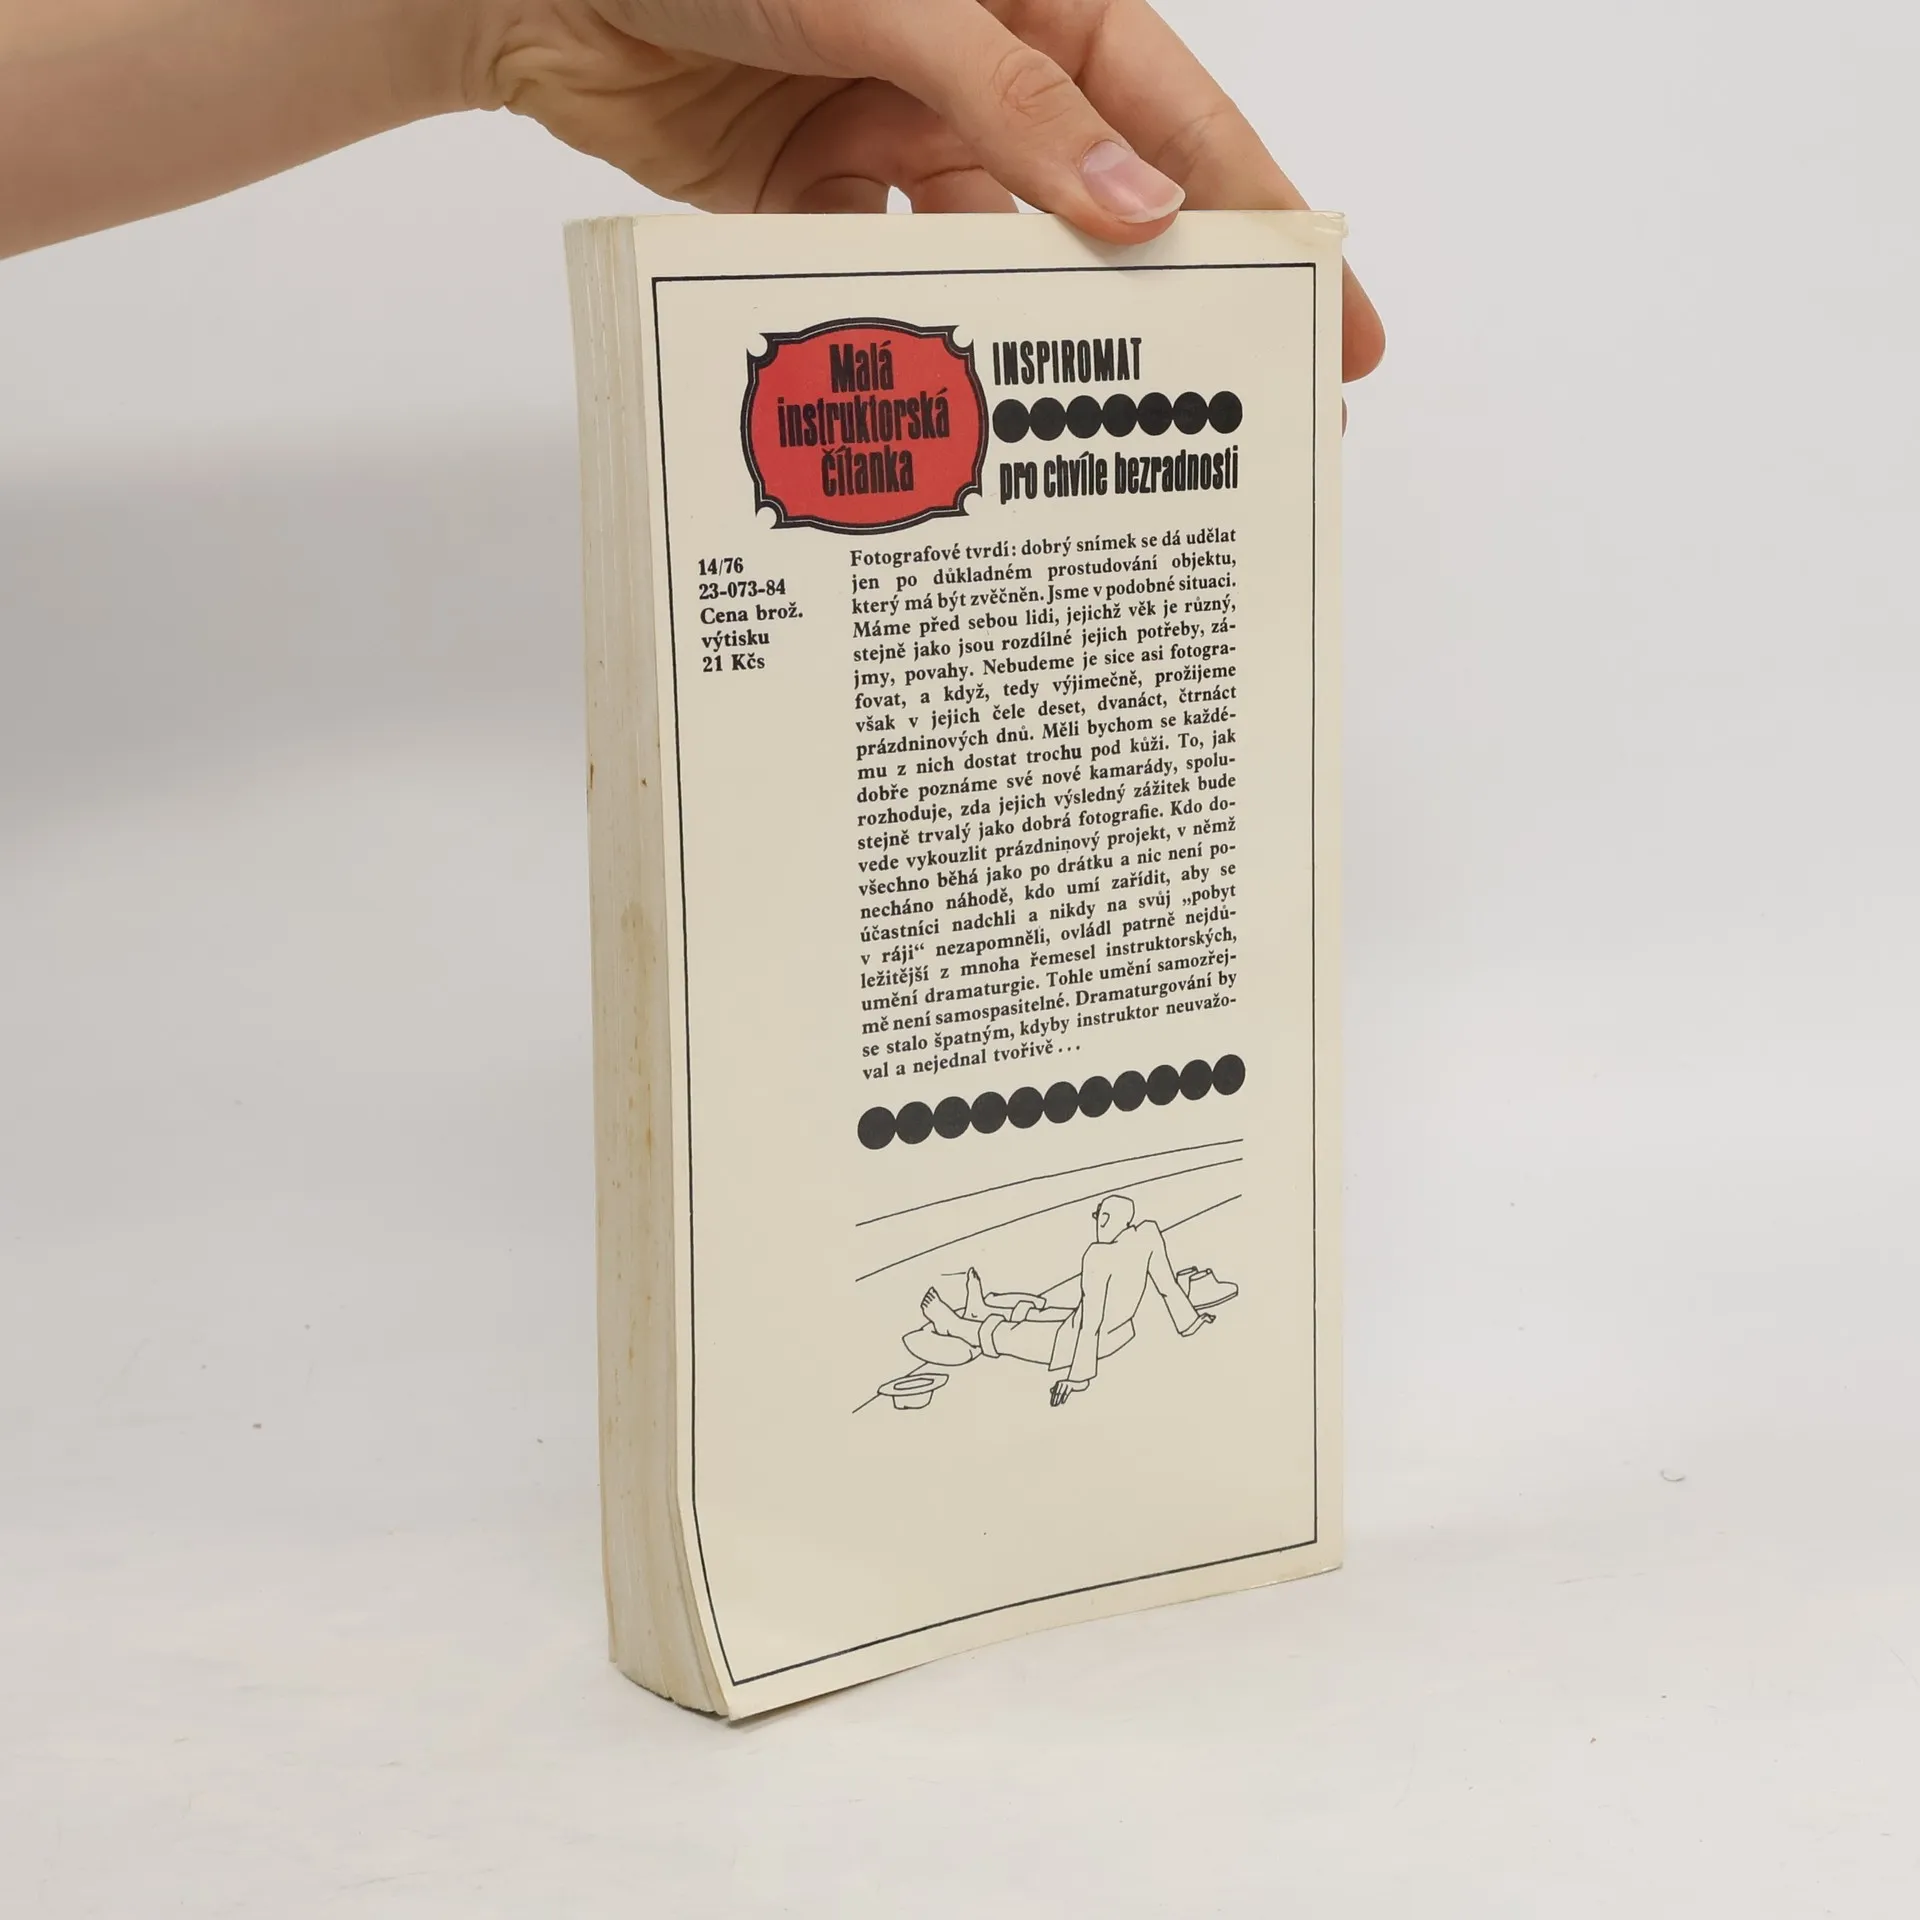 Malá
instruktorská
čítanka
INSPIROMAT
pro chvíle bezradnosti
14/76
23-073-84
Cena brož.
výtisku
21 Kčs
Fotografové tvrdí: dobrý snímek se dá udělat
jen po důkladném prostudování objektu,
který má být zvěčněn. Jsme v podobné situaci.
Máme před sebou lidi, jejichž věk je různý,
stejně jako jsou rozdílné jejich potřeby, zá-
jmy, povahy. Nebudeme je sice asi fotogra-
fovat, a když, tedy výjimečně, prožijeme
však v jejich čele deset, dvanáct, čtrnáct
prázdninových dnů. Měli bychom se každé-
mu z nich dostat trochu pod kůži. To, jak
dobře poznáme své nové kamarády, spolu-
rozhoduje, zda jejich výsledný zážitek bude
stejně trvalý jako dobrá fotografie. Kdo do-
vede vykouzlit prázdninový projekt, v němž
všechno běhá jako po drátku a nic není po-
necháno náhodě, kdo umí zařídit, aby se
účastníci nadchli a nikdy na svůj „pobyt
v ráji“ nezapomněli, ovládl patrně nejdů-
ležitější z mnoha řemesel instruktorských,
umění dramaturgie. Tohle umění samozřej-
mě není samospasitelné. Dramaturgování by
se stalo špatným, kdyby instruktor neuvažo-
val a nejednal tvořivě ...